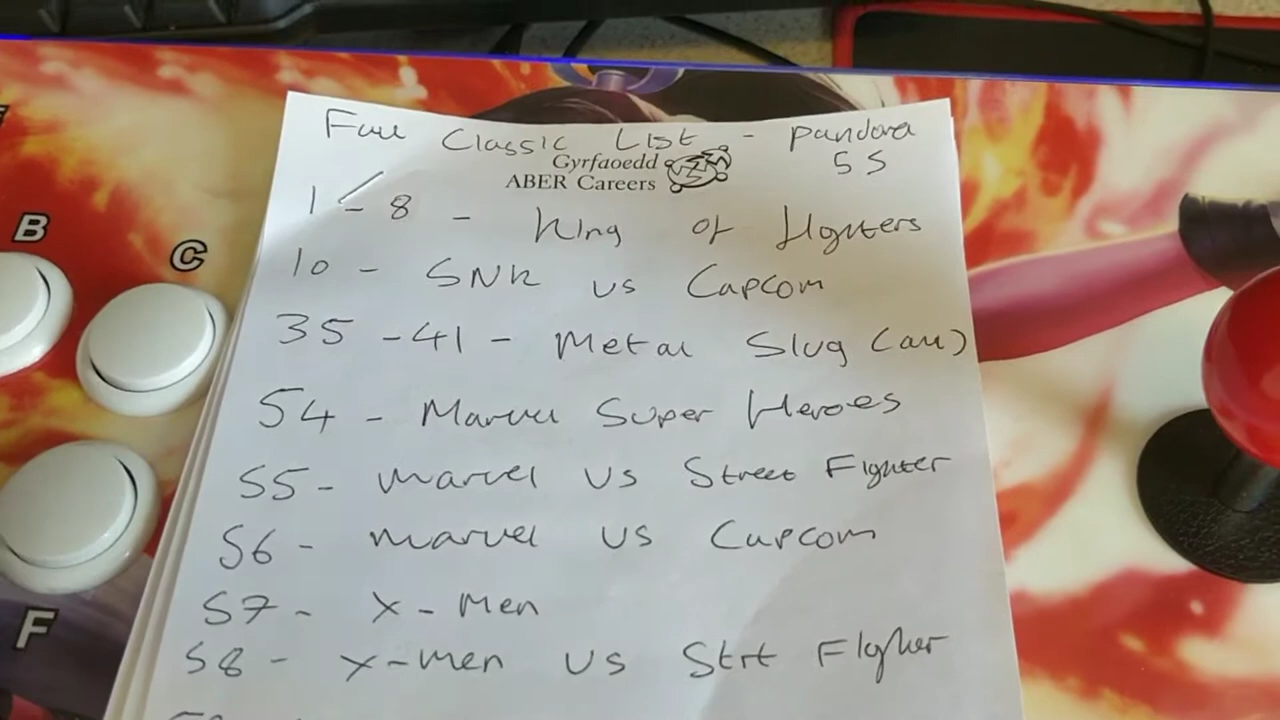 Full Classic List - Pandora
5S
Gyrfaoedd
ABER Careers
1 - 8 - King of Fighters
10 - SNK vs Capcom
35 - 41 - Metal Slug (all)
54 - Marvel Super Heroes
55 - Marvel vs Street Fighter
56 - Marvel vs Capcom
57 - X-Men
58 - X-Men vs Strt Fighter
B
C
F